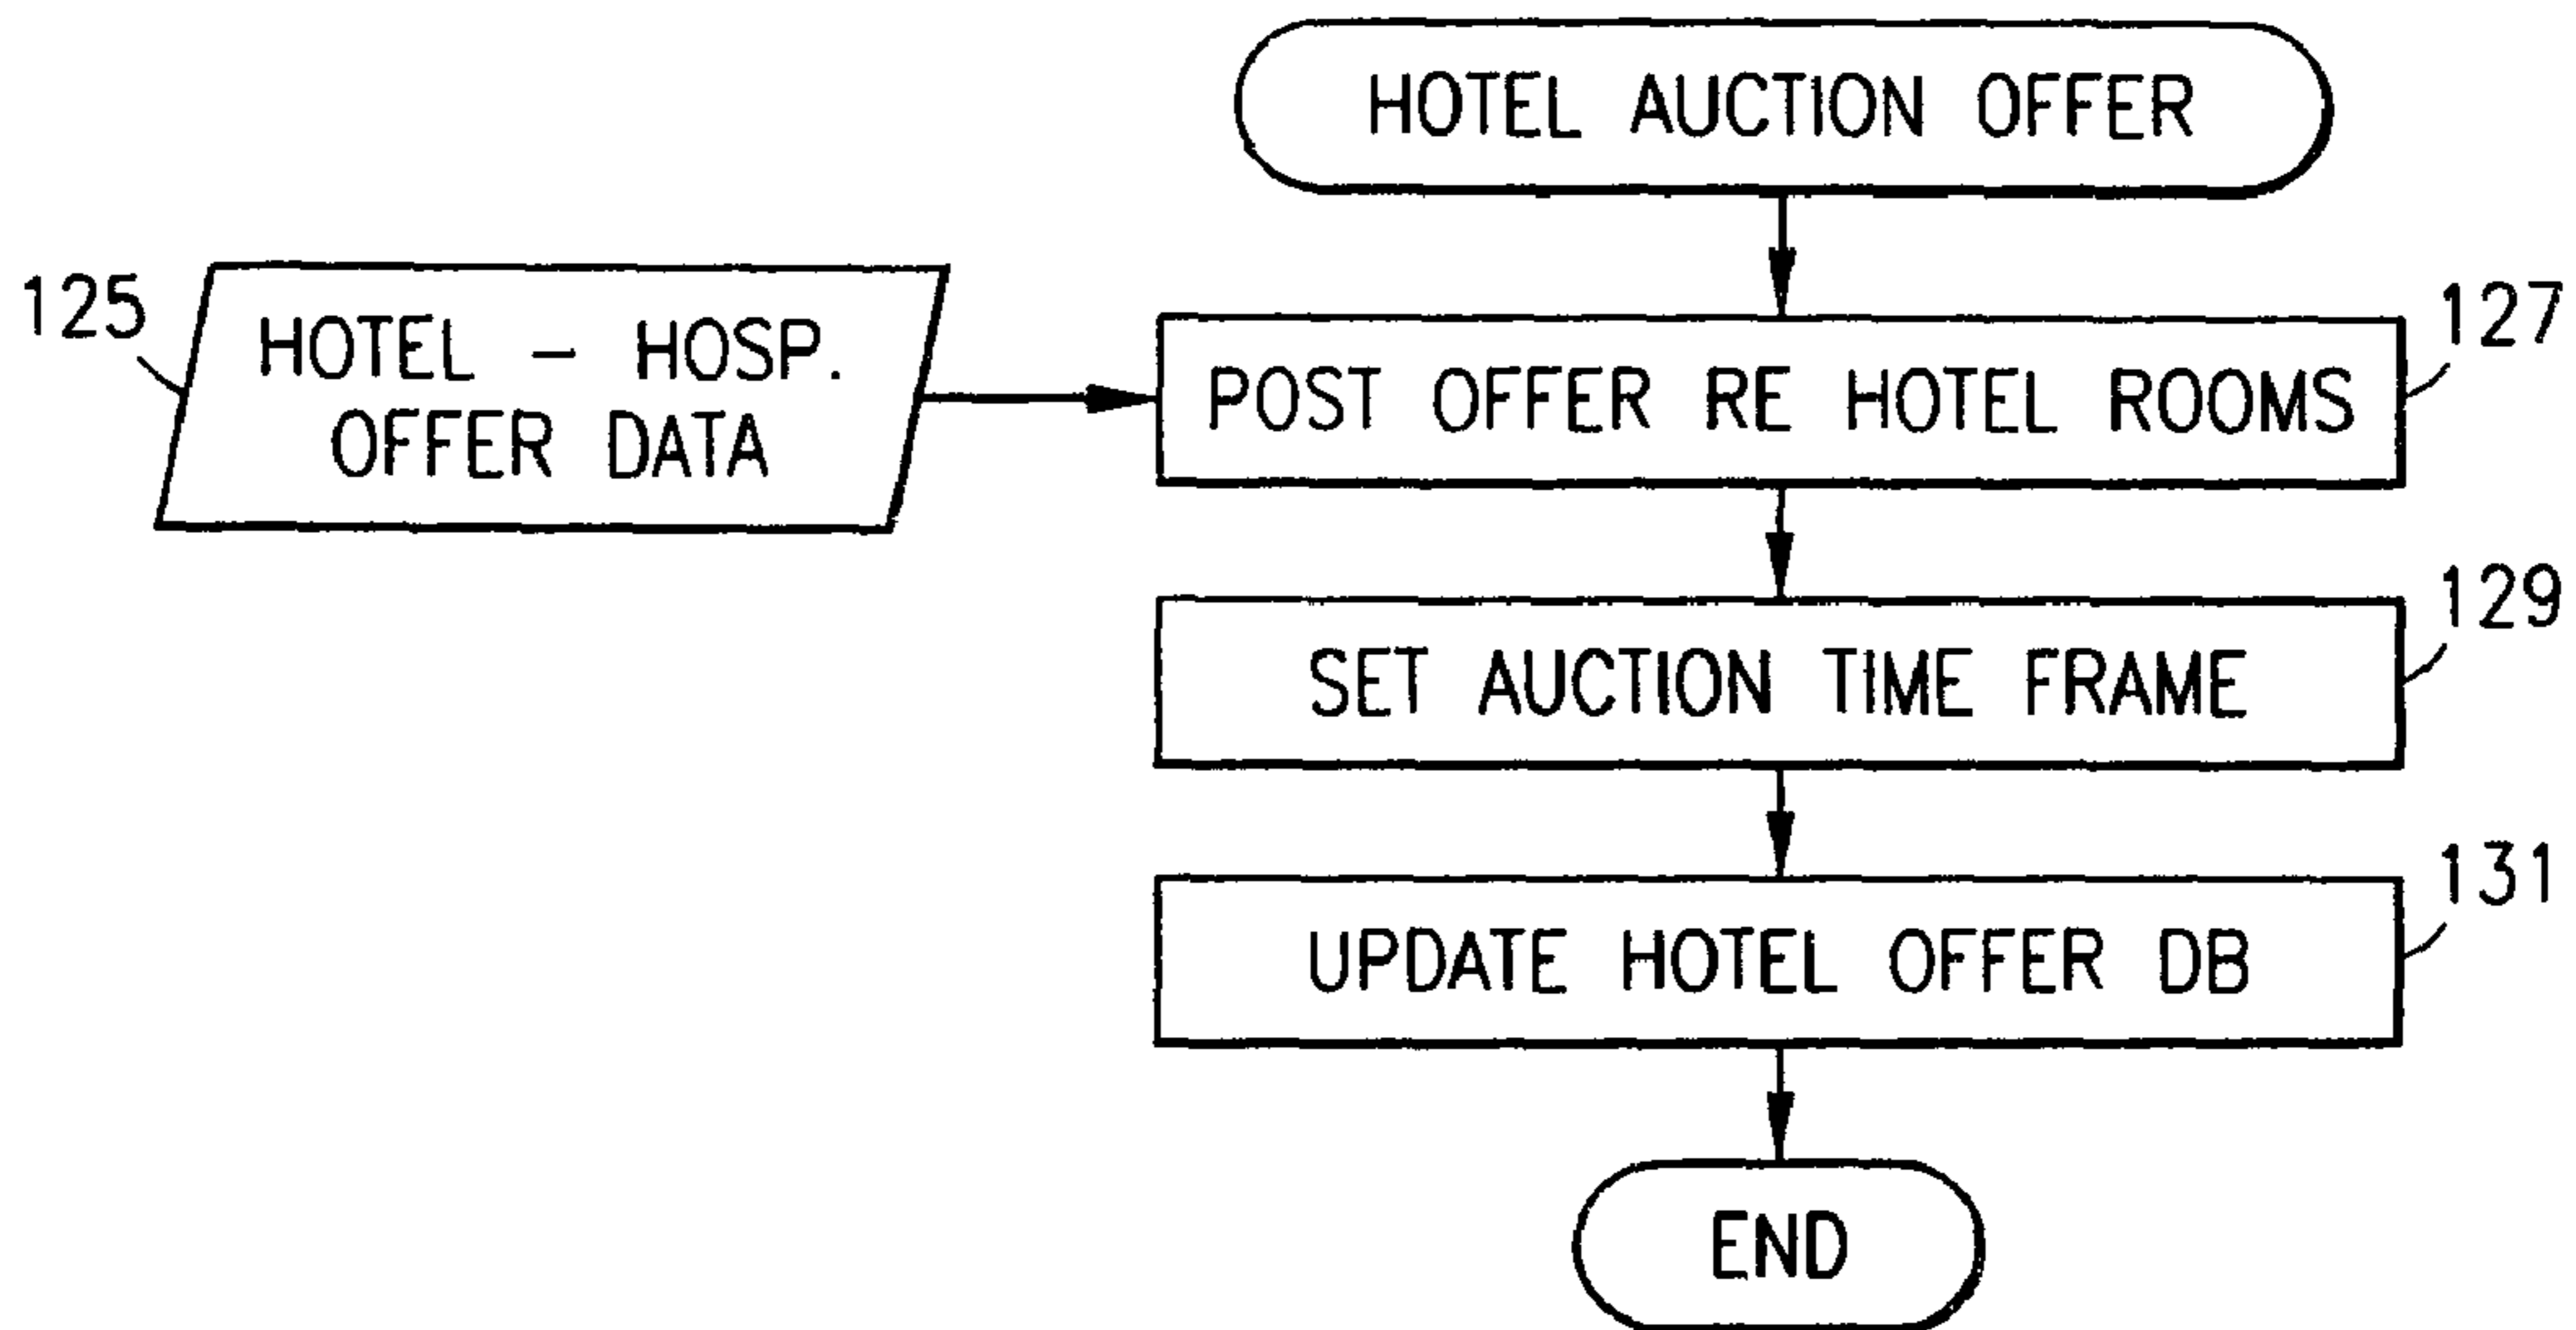 HOTEL AUCTION OFFER
125
HOTEL - HOSP.
OFFER DATA
127
POST OFFER RE HOTEL ROOMS
129
SET AUCTION TIME FRAME
131
UPDATE HOTEL OFFER DB
END